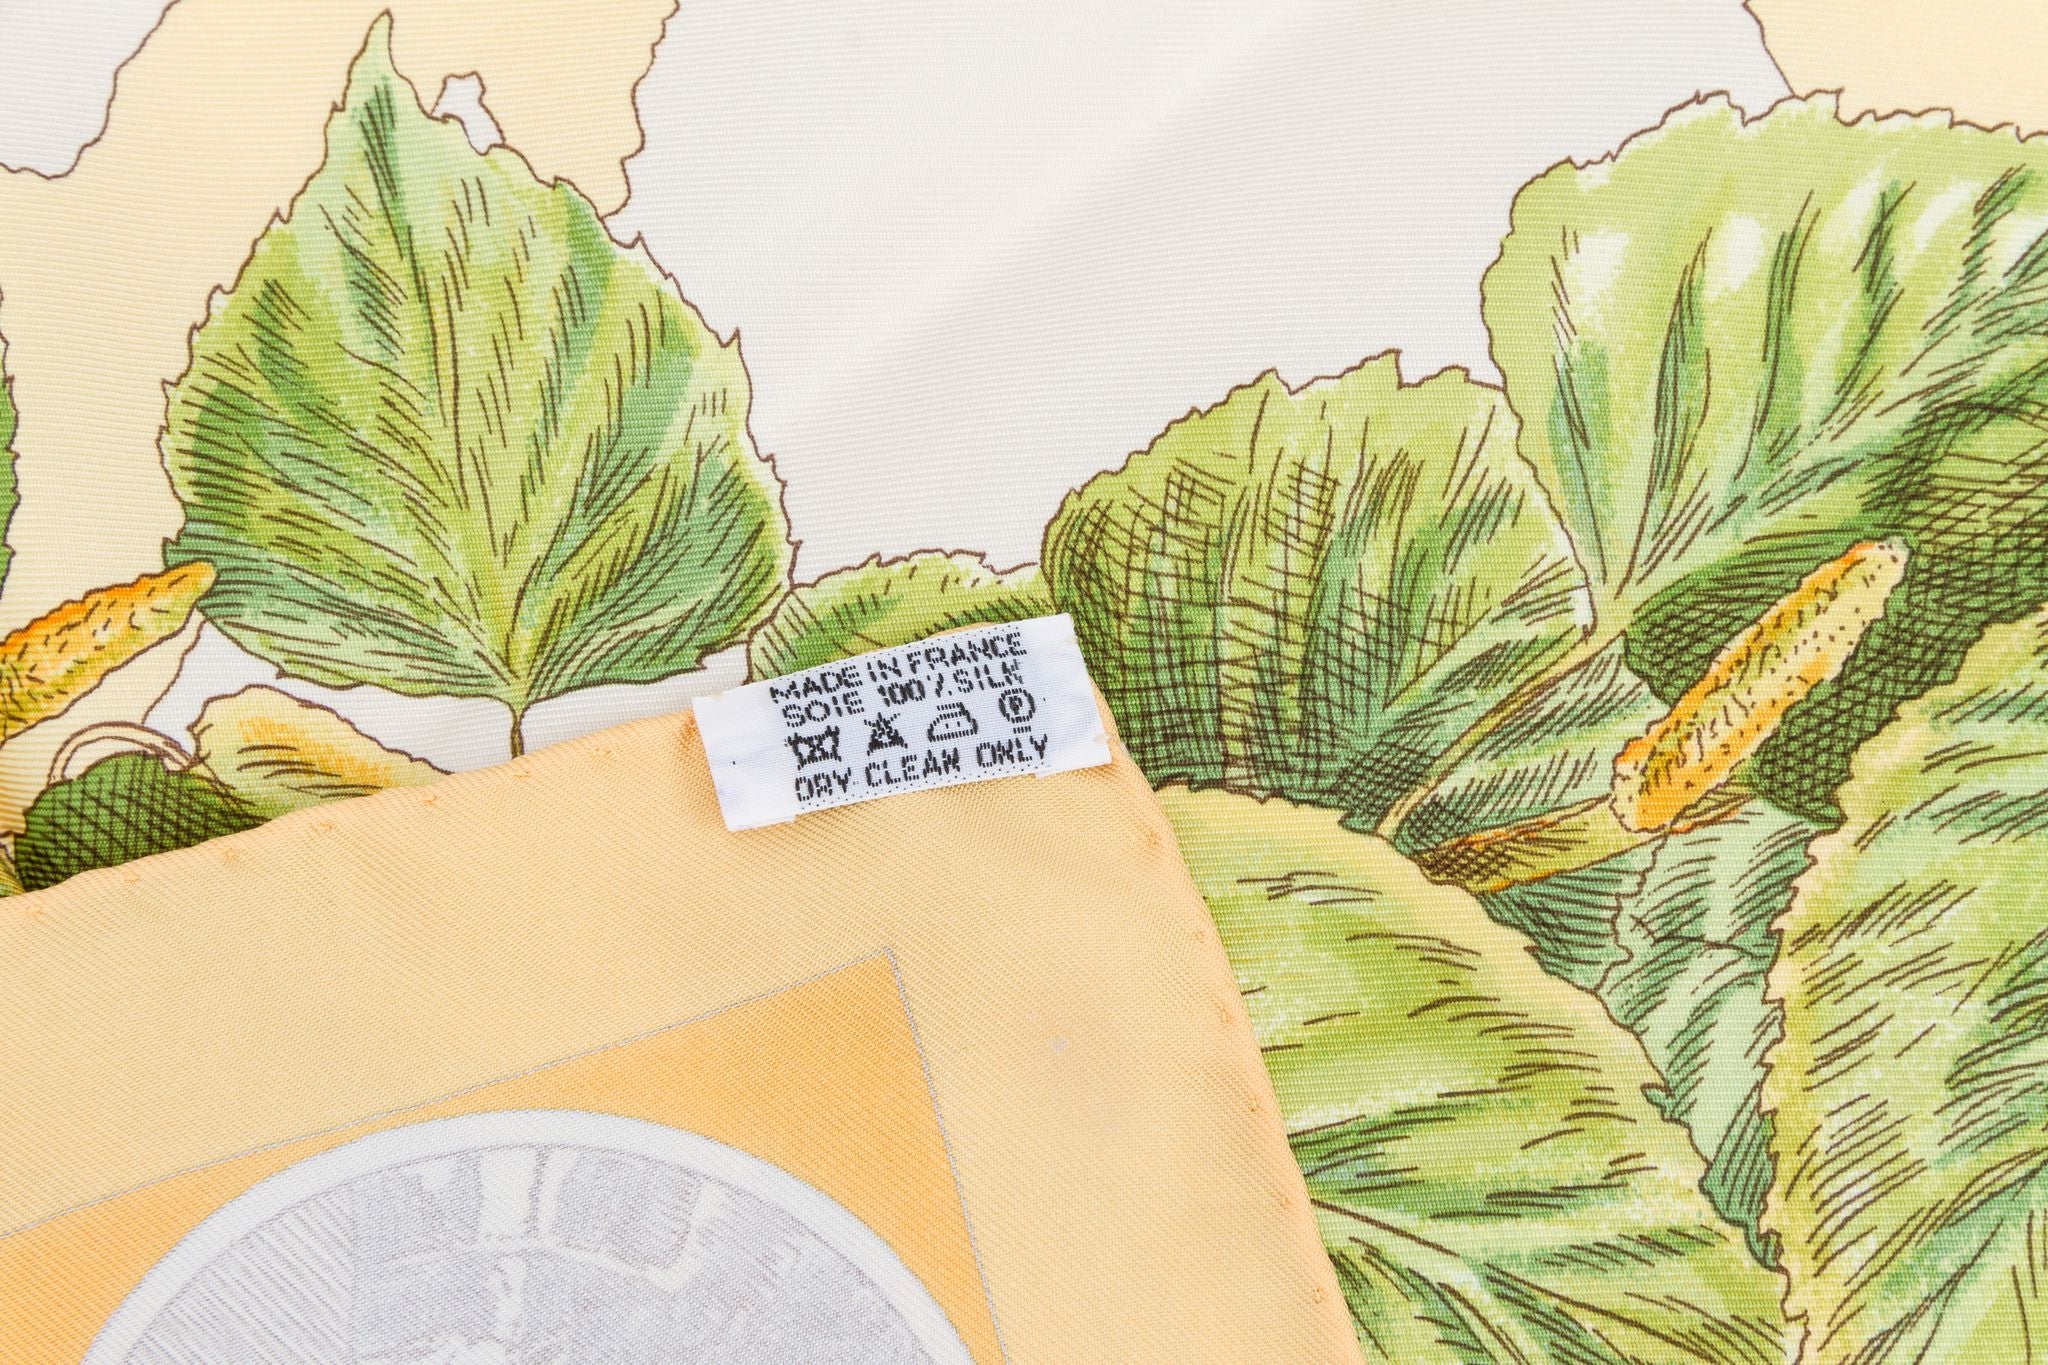 MADE IN FRANCE
SOIE 100% SILK
P
DRY CLEAN ONLY